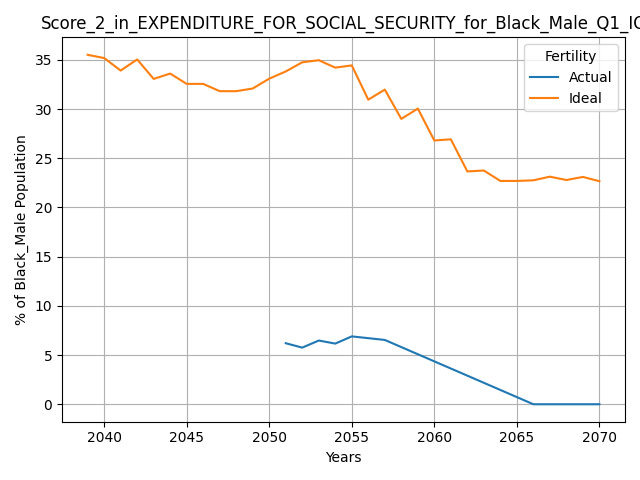 Score_2_in_EXPENDITURE_FOR_SOCIAL_SECURITY_for_Black_Male_Q1_IC
Fertility
Actual
Ideal
% of Black_Male Population
35
30
25
20
15
10
5
0
2040 2045 2050 2055 2060 2065 2070
Years